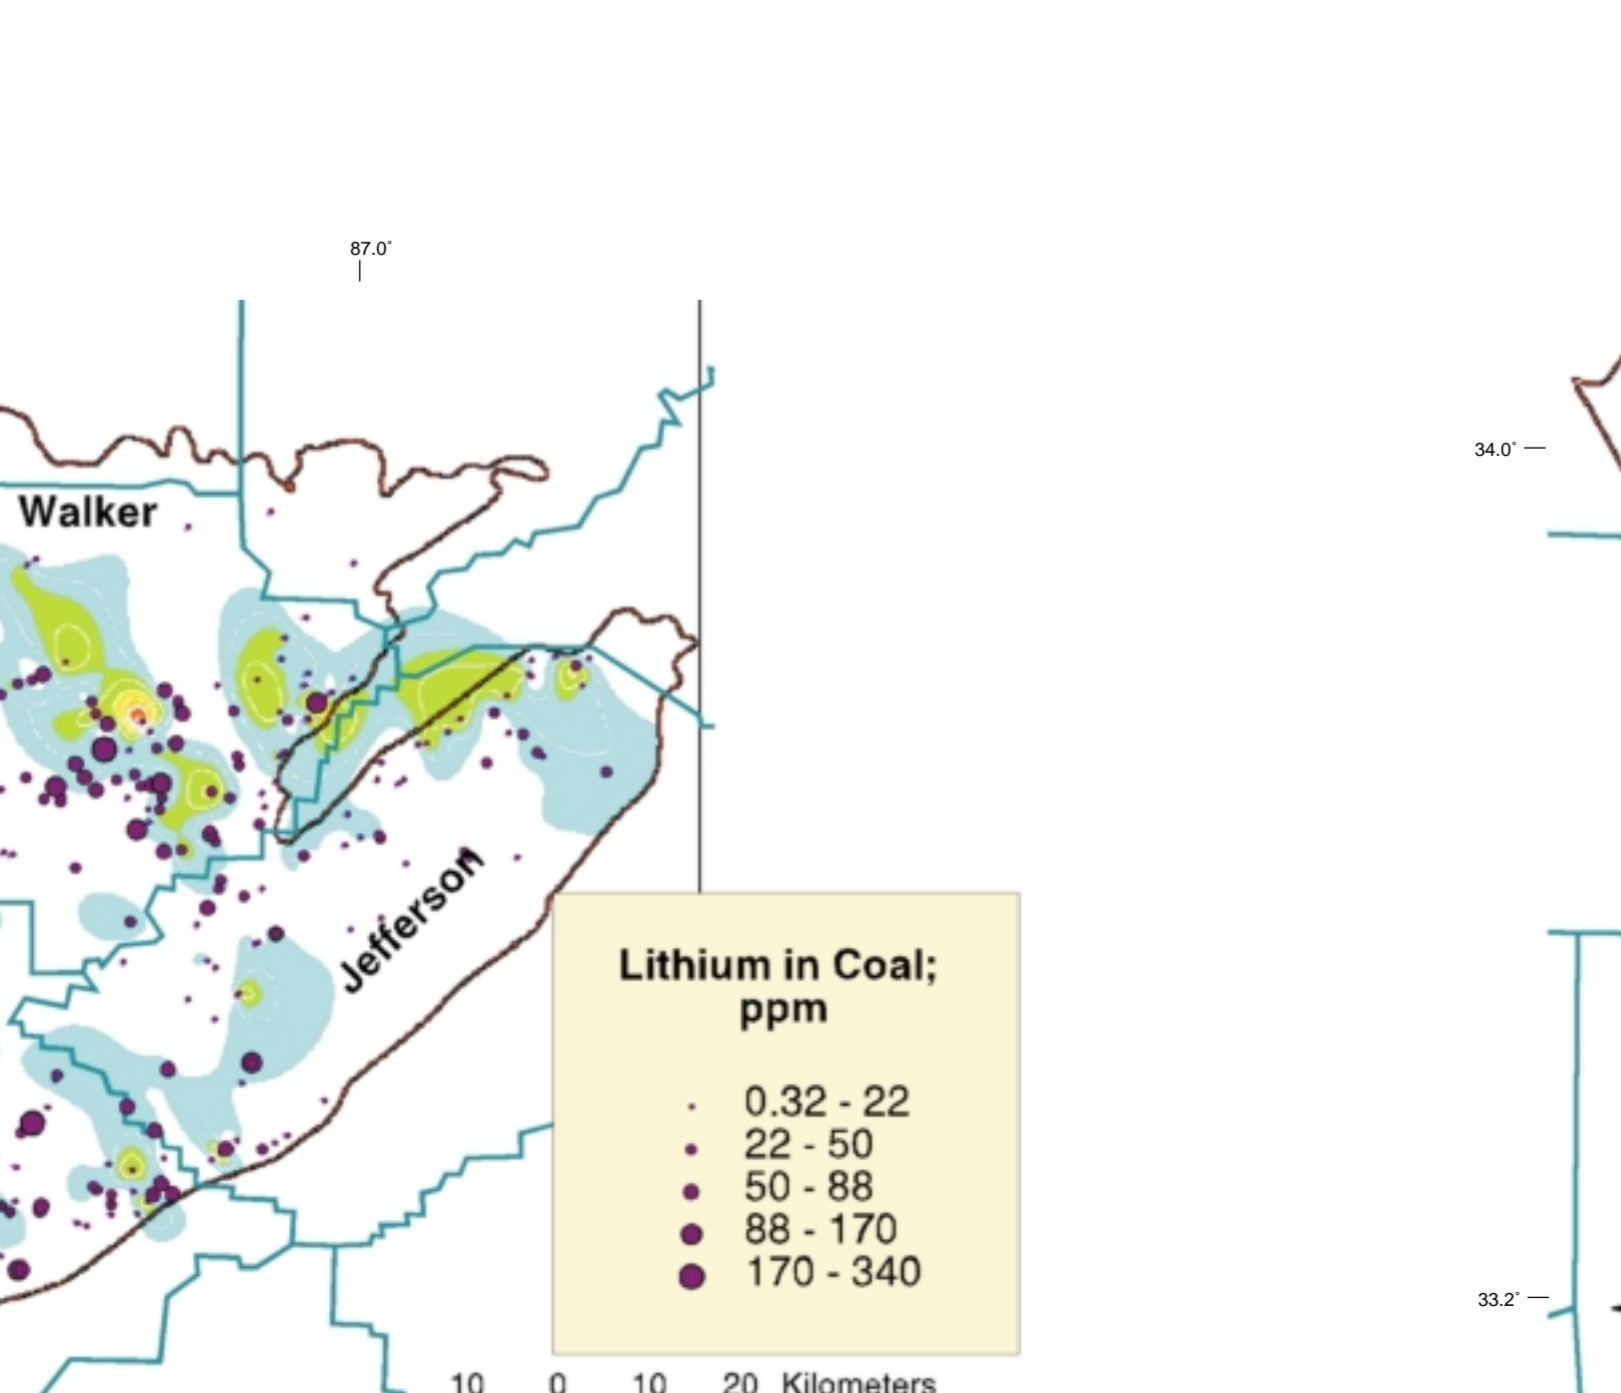 87.0°
34.0°
Walker
Jefferson
Lithium in Coal;
ppm
0.32 - 22
22 - 50
50 - 88
88 - 170
170 - 340
33.2°
10 0 10 20 Kilometers